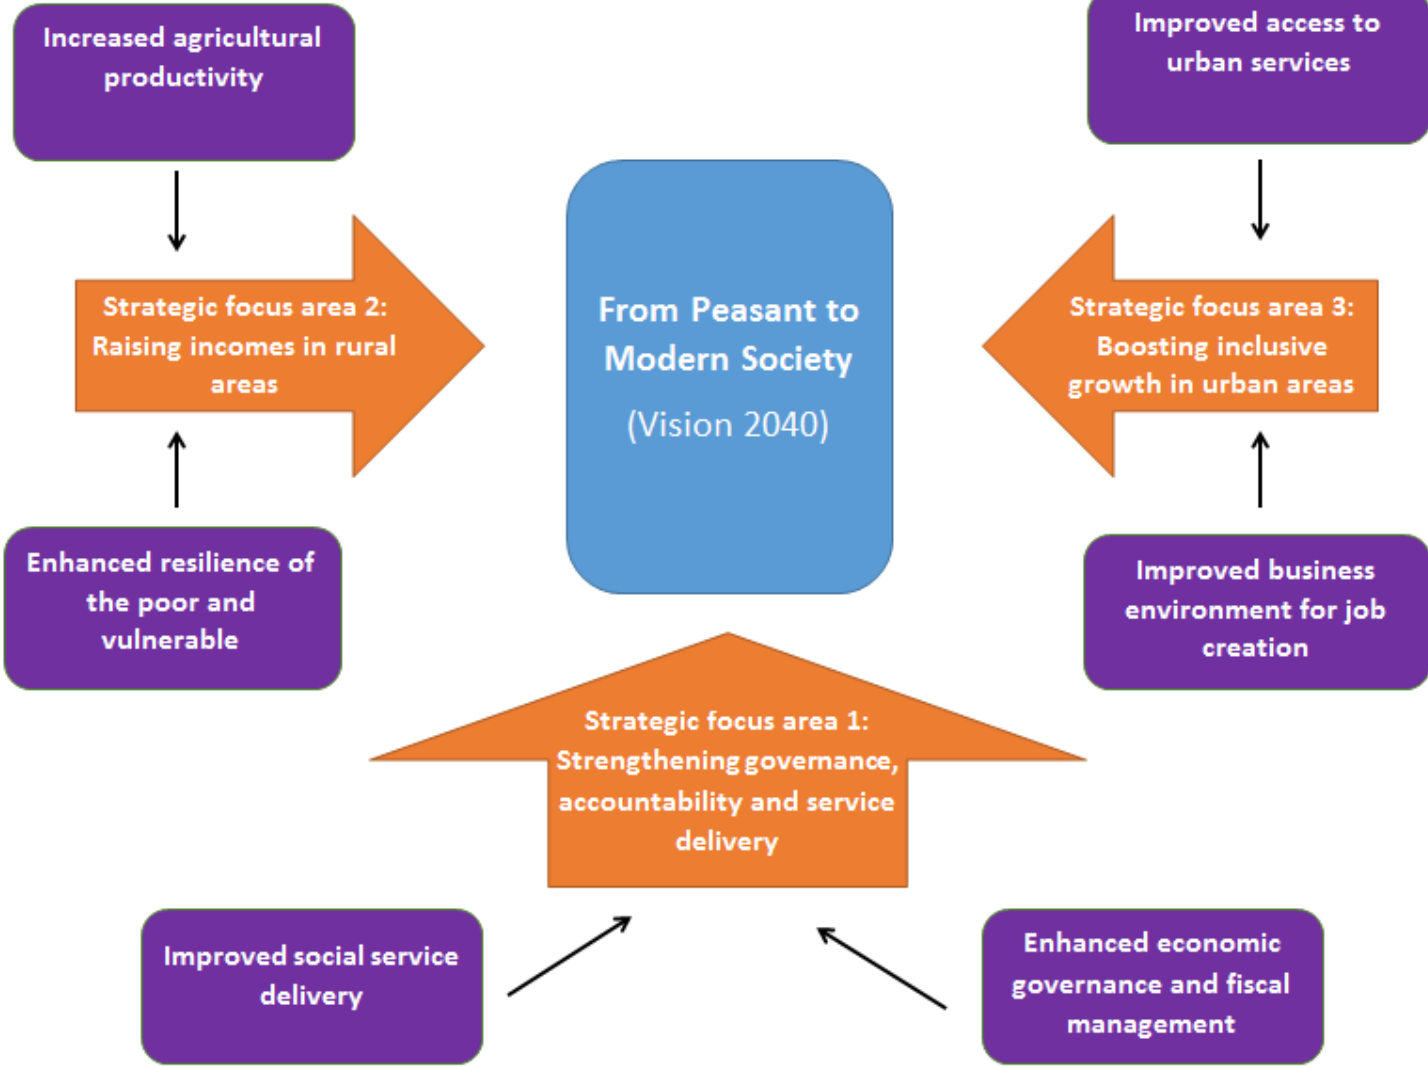 Increased agricultural
productivity
Improved access to
urban services
Strategic focus area 2:
Raising incomes in rural
areas
From Peasant to
Modern Society
(Vision 2040)
Strategic focus area 3:
Boosting inclusive
growth in urban areas
Enhanced resilience of
the poor and
vulnerable
Improved business
environment for job
creation
Strategic focus area 1:
Strengthening governance,
accountability and service
delivery
Improved social service
delivery
Enhanced economic
governance and fiscal
management